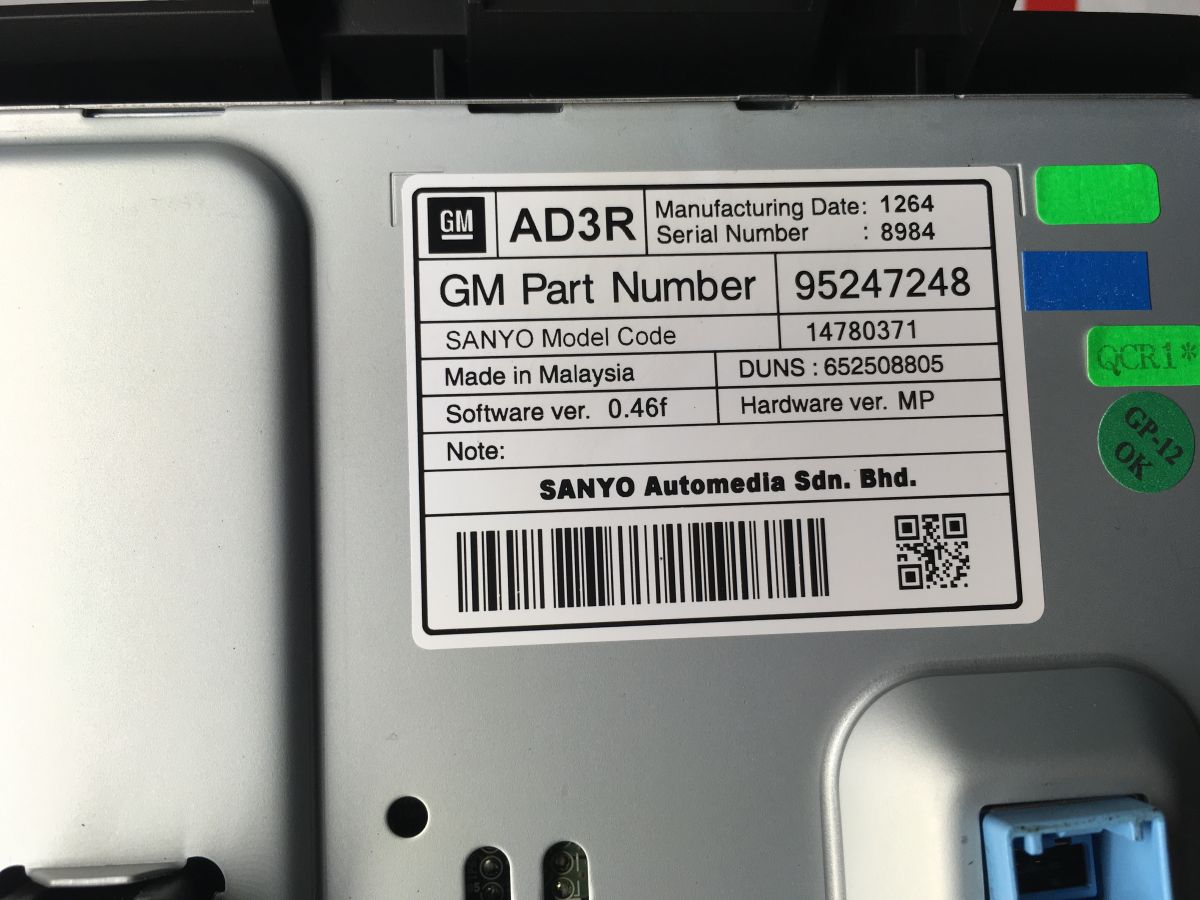 GM AD3R Manufacturing Date: 1264
Serial Number : 8984
GM Part Number 95247248
SANYO Model Code 14780371
Made in Malaysia DUNS : 652508805
Software ver. 0.46f Hardware ver. MP
Note:
SANYO Automedia Sdn. Bhd.
QCR1*
GP-12
OK